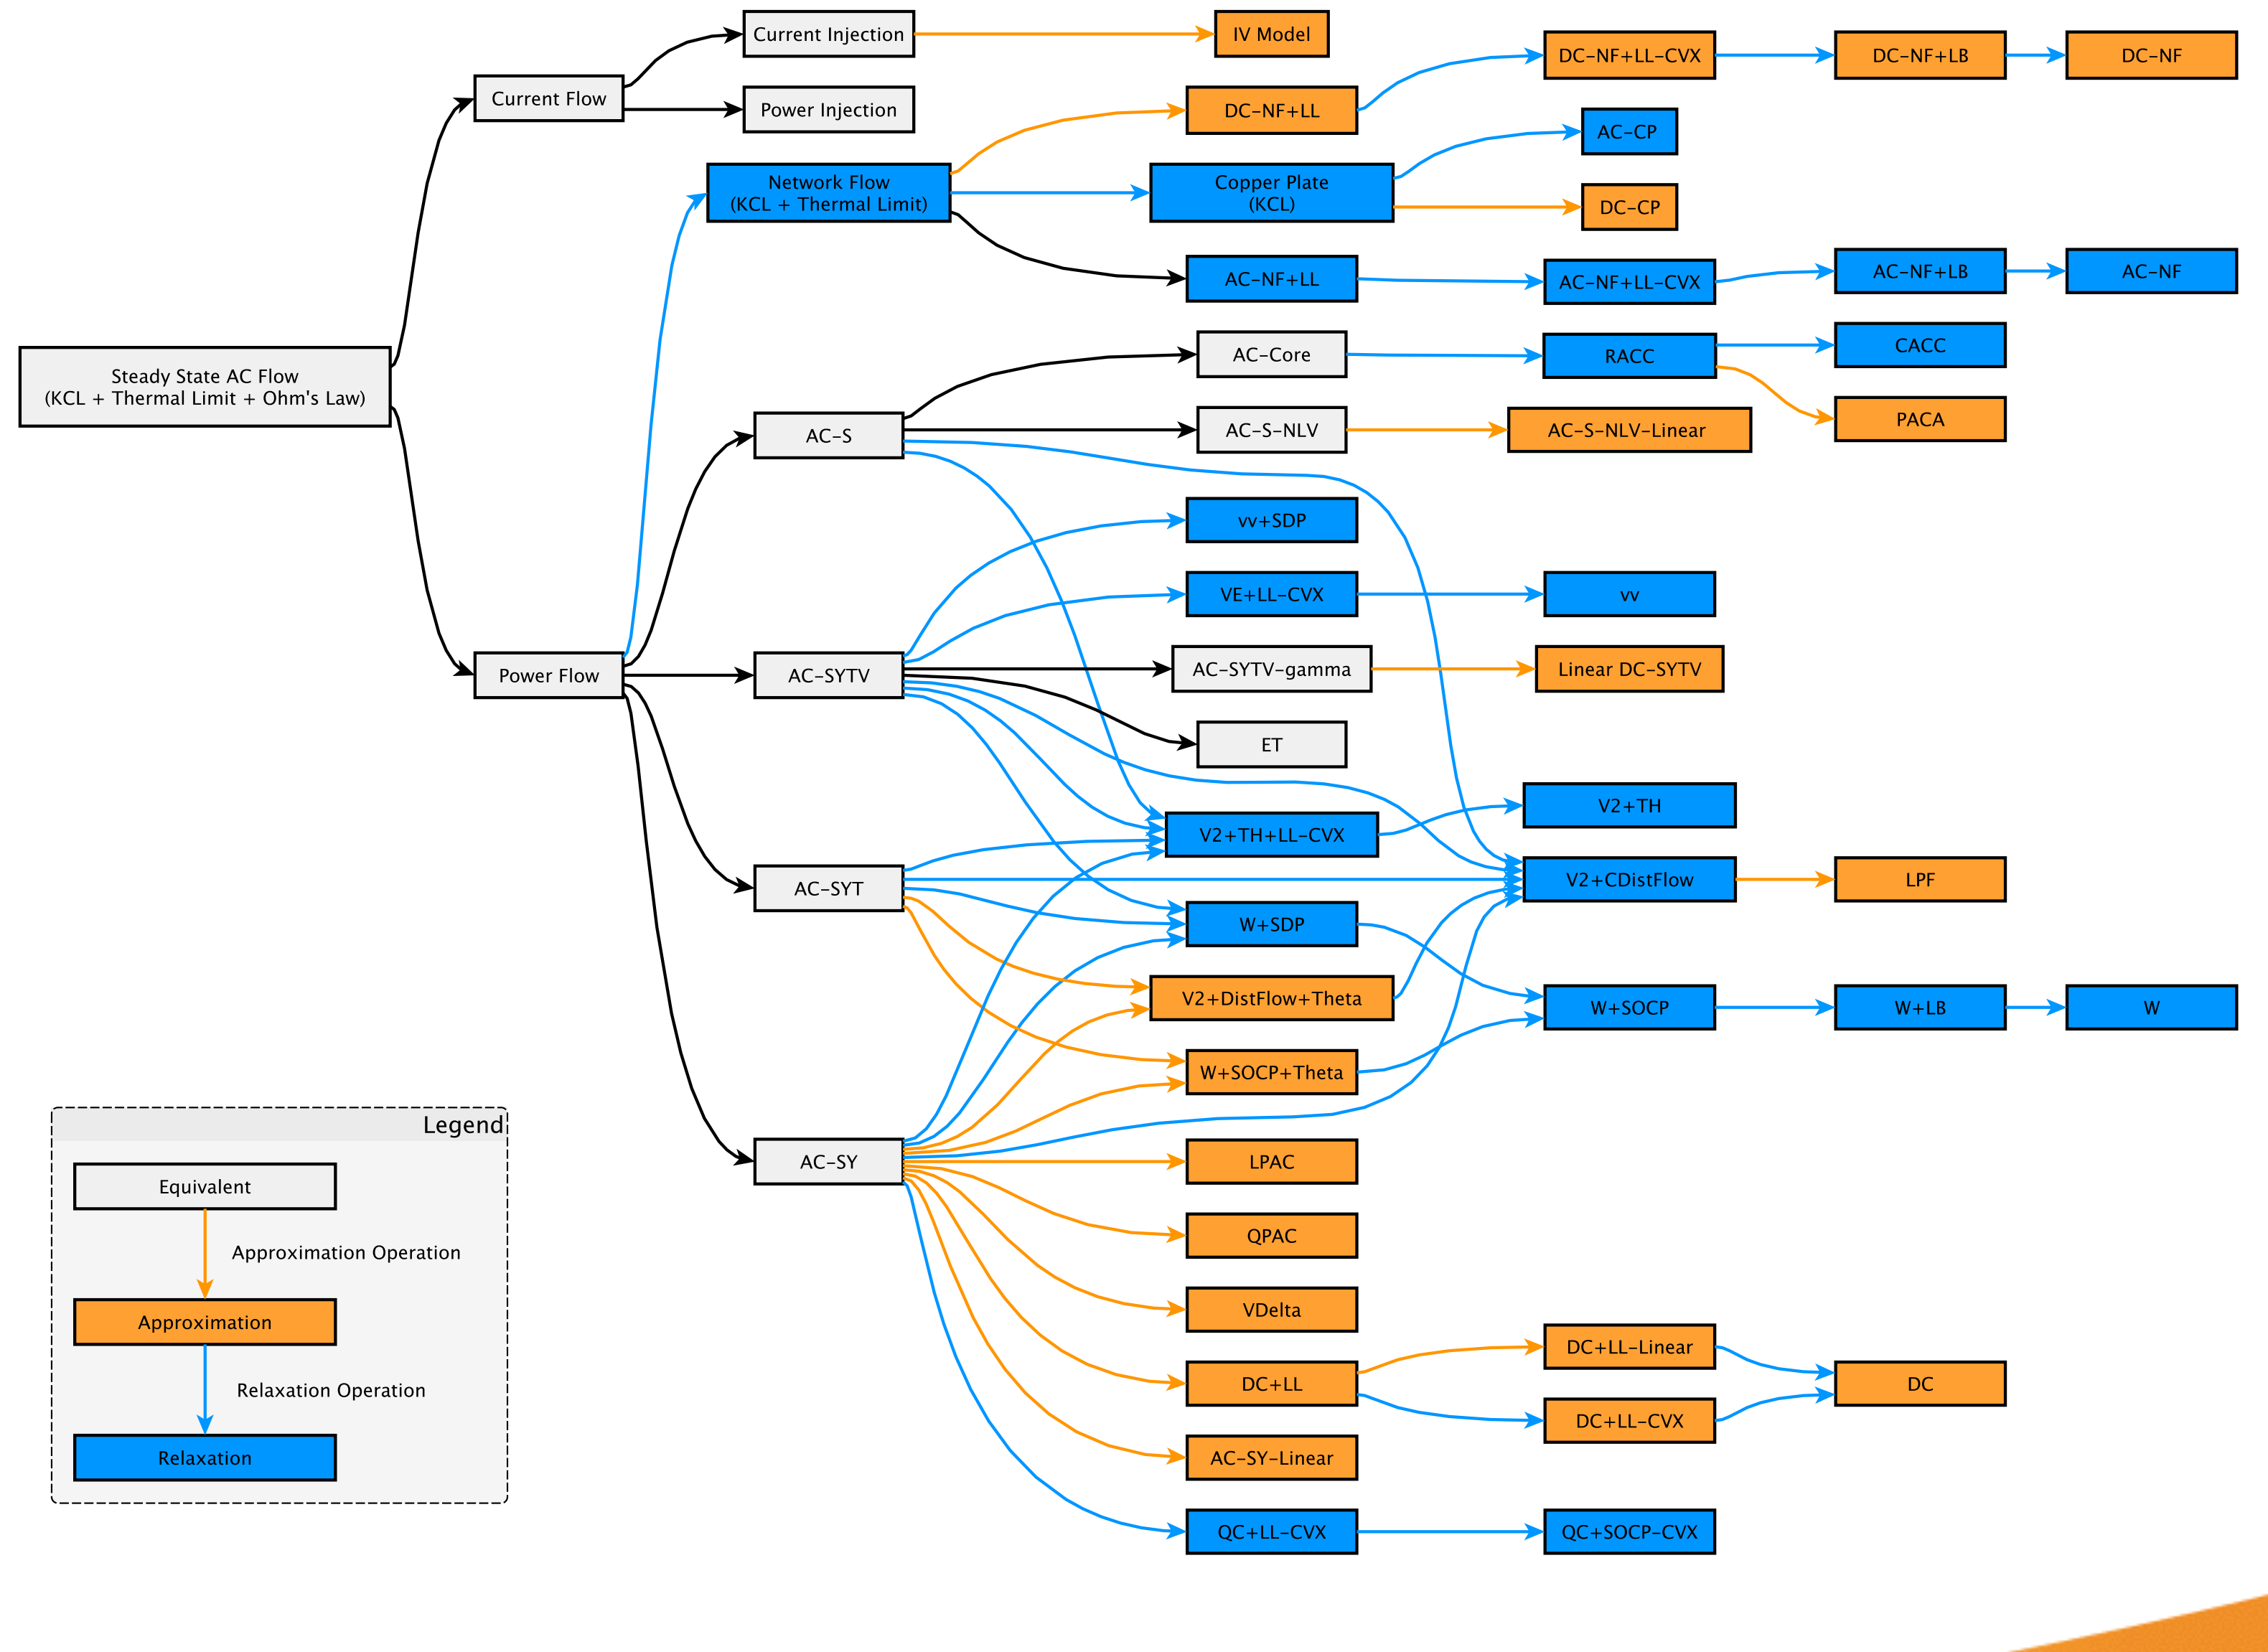 Current Injection
IV Model
DC-NF+LL-CVX
DC-NF+LB
DC-NF
Current Flow
Power Injection
DC-NF+LL
AC-CP
Network Flow
(KCL + Thermal Limit)
Copper Plate
(KCL)
DC-CP
AC-NF+LL
AC-NF+LL-CVX
AC-NF+LB
AC-NF
Steady State AC Flow
(KCL + Thermal Limit + Ohm's Law)
AC-Core
RACC
CACC
AC-S
AC-S-NLV
AC-S-NLV-Linear
PACA
vv+SDP
VE+LL-CVX
vv
Power Flow
AC-SYTV
AC-SYTV-gamma
Linear DC-SYTV
ET
V2+TH+LL-CVX
V2+TH
AC-SYT
V2+CDistFlow
LPF
W+SDP
V2+DistFlow+Theta
W+SOCP
W+LB
W
W+SOCP+Theta
AC-SY
LPAC
QPAC
VDelta
DC+LL
DC+LL-Linear
DC
DC+LL-CVX
AC-SY-Linear
QC+LL-CVX
QC+SOCP-CVX
Legend
Equivalent
Approximation Operation
Approximation
Relaxation Operation
Relaxation